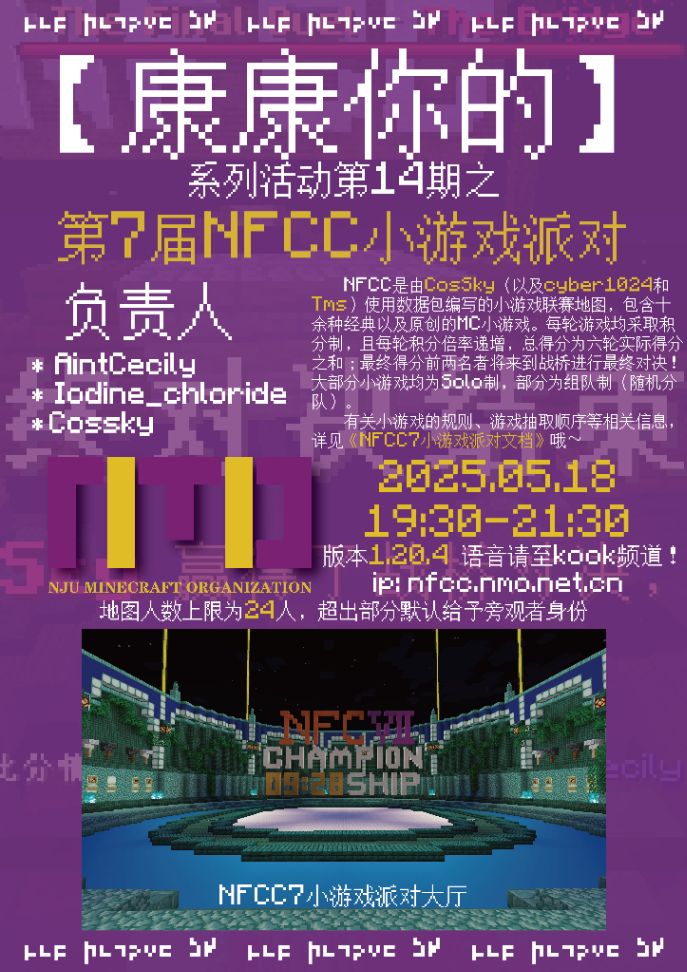 The Final Duel - The Bridge
【康康你的】
系列活动第14期之
第7届NFCC小游戏派对
负责人
* AintCecily
* Iodine_chloride
* Cossky
NFCC是由CosSky（以及cyber1024和
Tms）使用数据包编写的小游戏联赛地图，包含十
余种经典以及原创的MC小游戏。每轮游戏均采取积
分制，且每轮积分倍率递增，总得分为六轮实际得分
之和；最终得分前两名者将来到战桥进行最终对决！
大部分小游戏均为Solo制，部分为组队制（随机分
队）。
有关小游戏的规则、游戏抽取顺序等相关信息，
详见《NFCC7小游戏派对文档》哦~
NJU MINECRAFT ORGANIZATION
2025.05.18
19:30-21:30
版本1.20.4 语音请至kook频道！
ip: nfcc.nmo.net.cn
地图人数上限为24人，超出部分默认给予旁观者身份
NFCVII
CHAMPION
09:28SHIP
NFCC7小游戏派对大厅